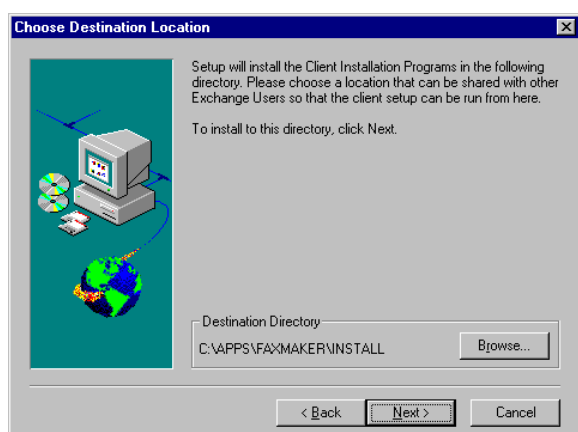 Choose Destination Location
Setup will install the Client Installation Programs in the following
directory. Please choose a location that can be shared with other
Exchange Users so that the client setup can be run from here.
To install to this directory, click Next.
Destination Directory
C:\APPS\FAXMAKER\INSTALL
Browse...
< Back
Next >
Cancel